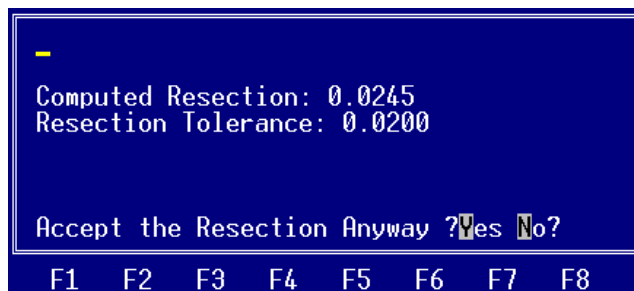 Computed Resection: 0.0245
Resection Tolerance: 0.0200
Accept the Resection Anyway ?Yes No?
F1 F2 F3 F4 F5 F6 F7 F8